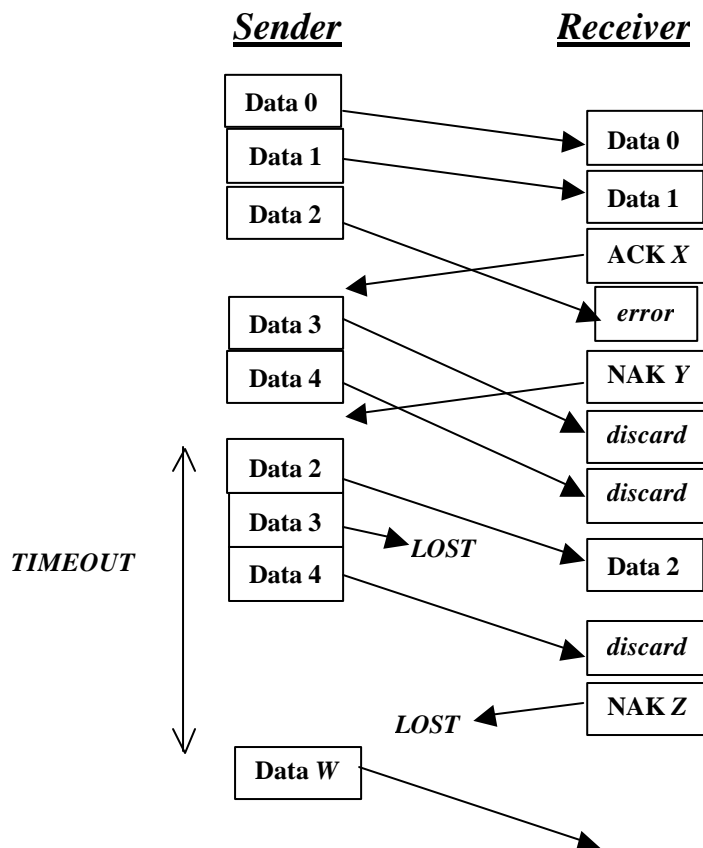 Sender Receiver
Data 0
Data 0
Data 1
Data 1
Data 2
ACK X
error
Data 3
NAK Y
Data 4
discard
Data 2
discard
Data 3
LOST
TIMEOUT
Data 2
Data 4
discard
NAK Z
LOST
Data W